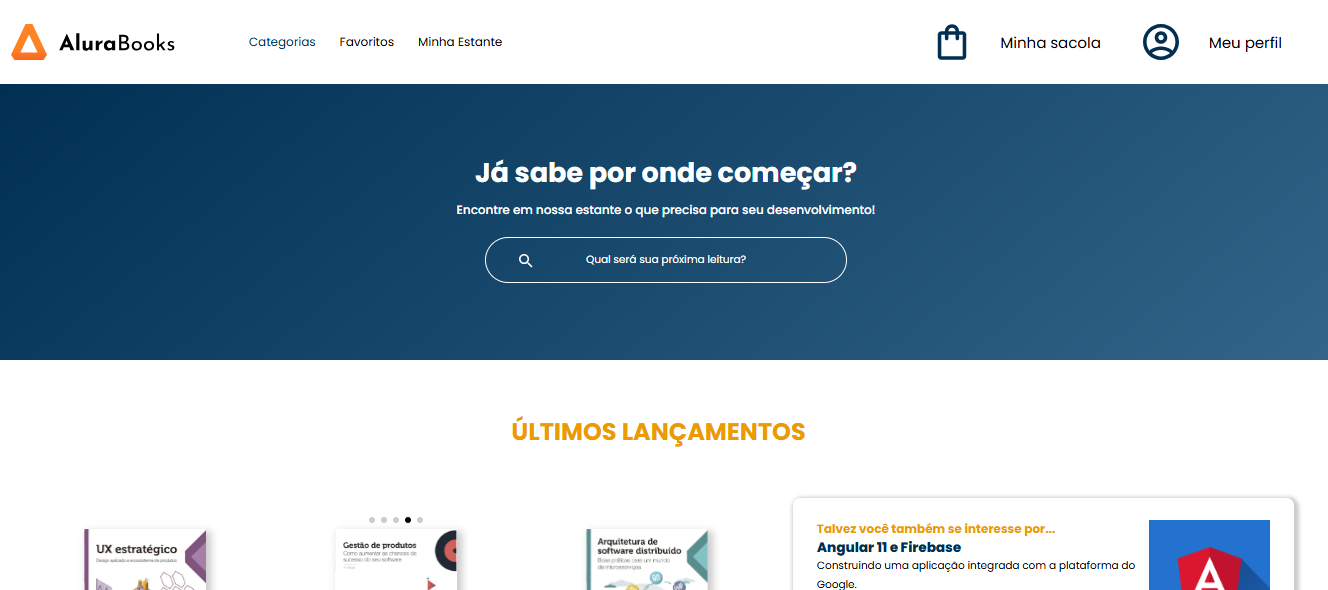 AluraBooks
Categorias
Favoritos
Minha Estante
Minha sacola
Meu perfil
Já sabe por onde começar?
Encontre em nossa estante o que precisa para seu desenvolvimento!
Qual será sua próxima leitura?
ÚLTIMOS LANÇAMENTOS
UX estratégico
Design aplicado a ecossistema de produtos
Gestão de produtos
Como aumentar as chances de
sucesso do seu software
Arquitetura de
software distribuído
Boas práticas para um mundo
de microsserviços
Talvez você também se interesse por...
Angular 11 e Firebase
Construindo uma aplicação integrada com a plataforma do
Google.